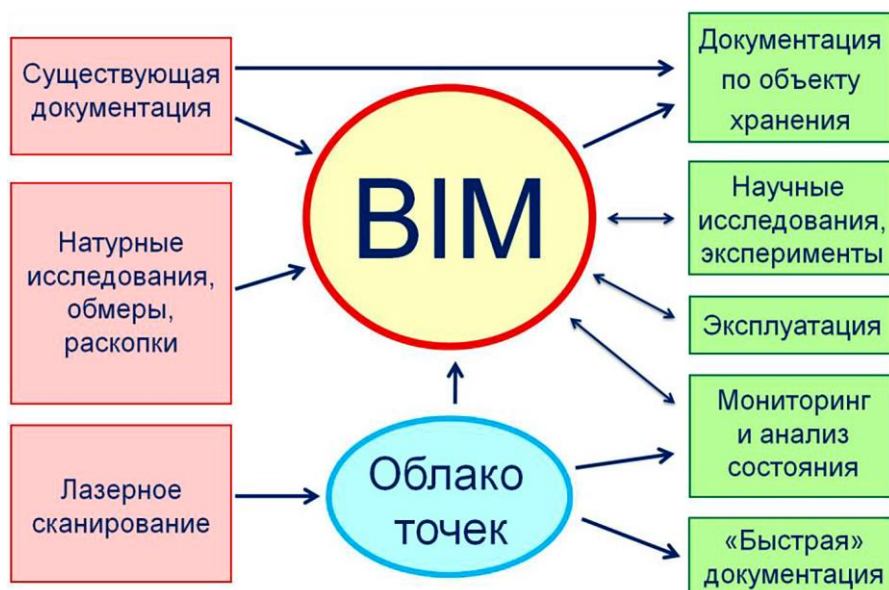 Существующая
документация
Натурные
исследования,
обмеры,
раскопки
Лазерное
сканирование
BIM
Облако
точек
Документация
по объекту
хранения
Научные
исследования,
эксперименты
Эксплуатация
Мониторинг
и анализ
состояния
«Быстрая»
документация